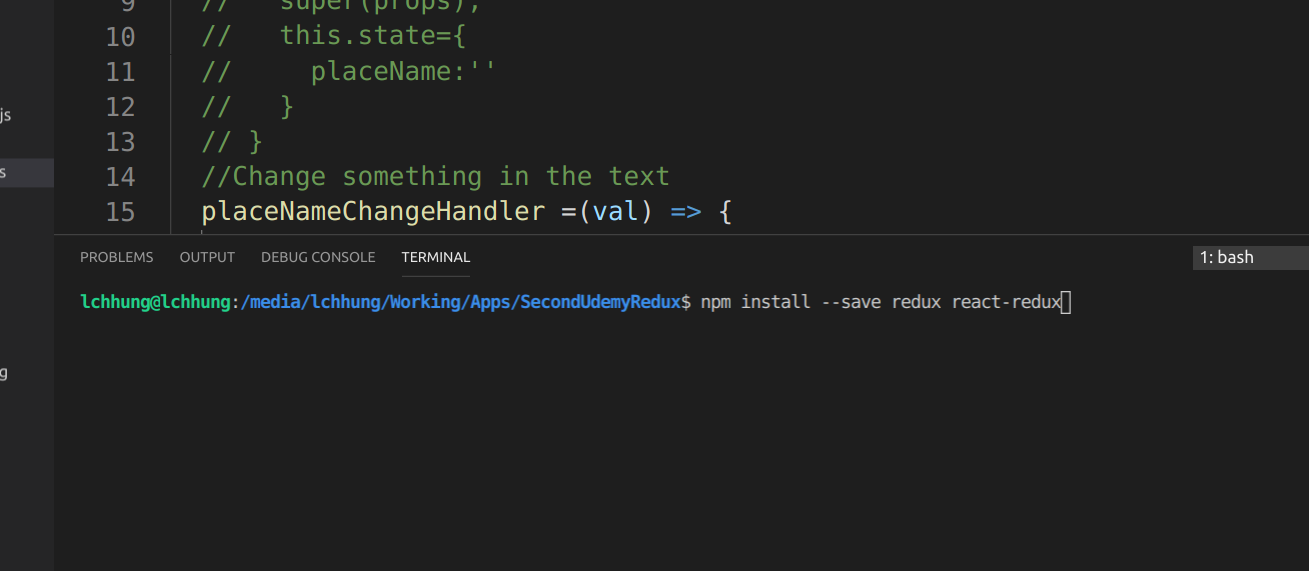 9 // super(props);
10 // this.state={
11 // placeName:''
12 // }
13 // }
14 //Change something in the text
15 placeNameChangeHandler =(val) => {
js
s
g
PROBLEMS OUTPUT DEBUG CONSOLE TERMINAL 1: bash
lchhung@lchhung:/media/lchhung/Working/Apps/SecondUdemyRedux$ npm install --save redux react-redux